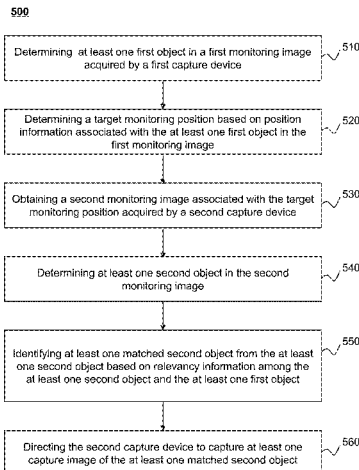 500
Determining at least one first object in a first monitoring image
acquired by a first capture device
510
Determining a target monitoring position based on position
information associated with the at least one first object in the
first monitoring image
520
Obtaining a second monitoring image associated with the target
monitoring position acquired by a second capture device
530
Determining at least one second object in the second
monitoring image
540
Identifying at least one matched second object from the at least
one second object based on relevancy information among the
at least one second object and the at least one first object
550
Directing the second capture device to capture at least one
capture image of the at least one matched second object
560